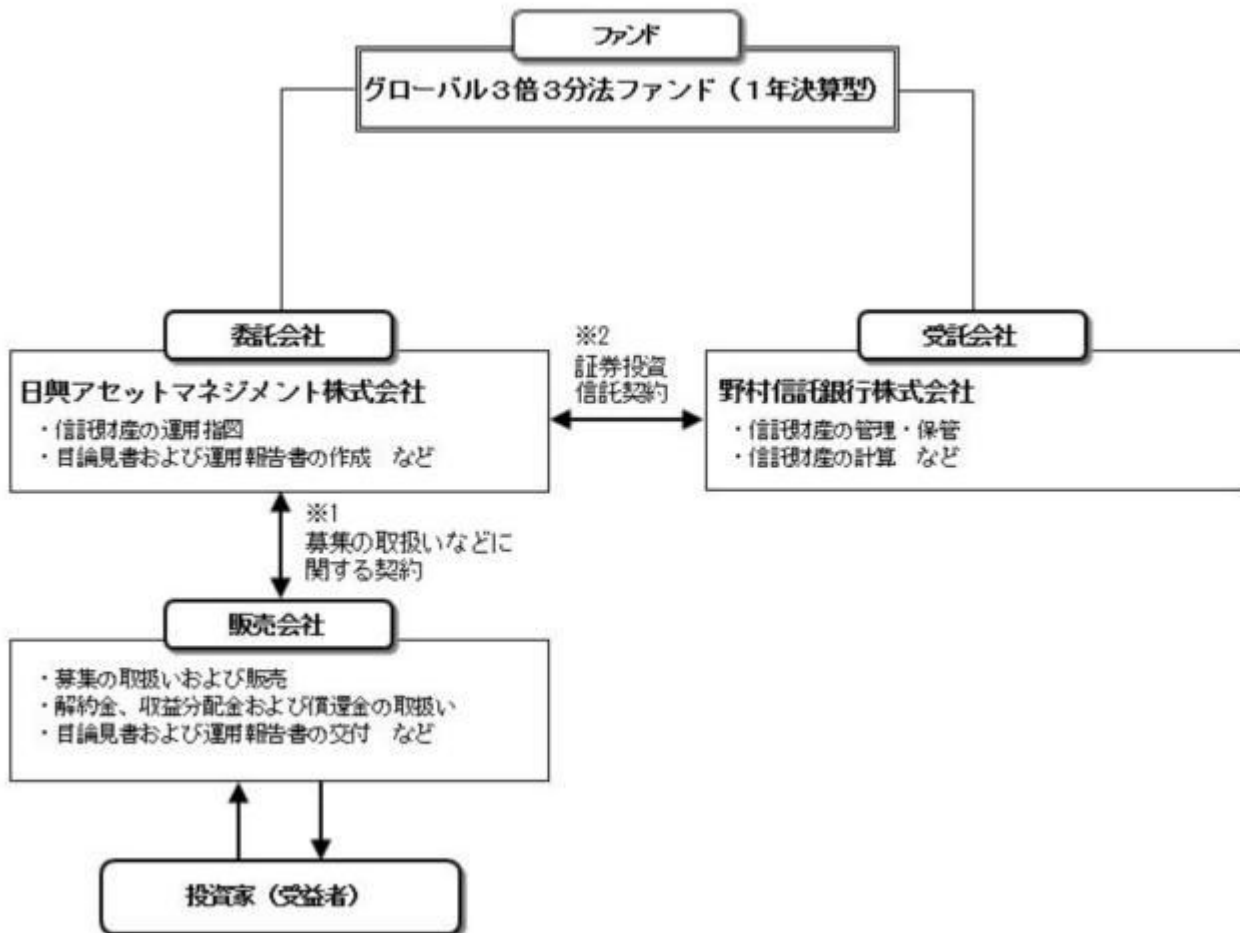 ファンド
グローバル3倍3分法ファンド（1年決算型）
委託会社
日興アセットマネジメント株式会社
・信託財産の運用指図
・目論見書および運用報告書の作成　など
※2
証券投資
信託契約
受託会社
野村信託銀行株式会社
・信託財産の管理・保管
・信託財産の計算　など
※1
募集の取扱いなどに
関する契約
販売会社
・募集の取扱いおよび販売
・解約金、収益分配金および償還金の取扱い
・目論見書および運用報告書の交付　など
投資家（受益者）